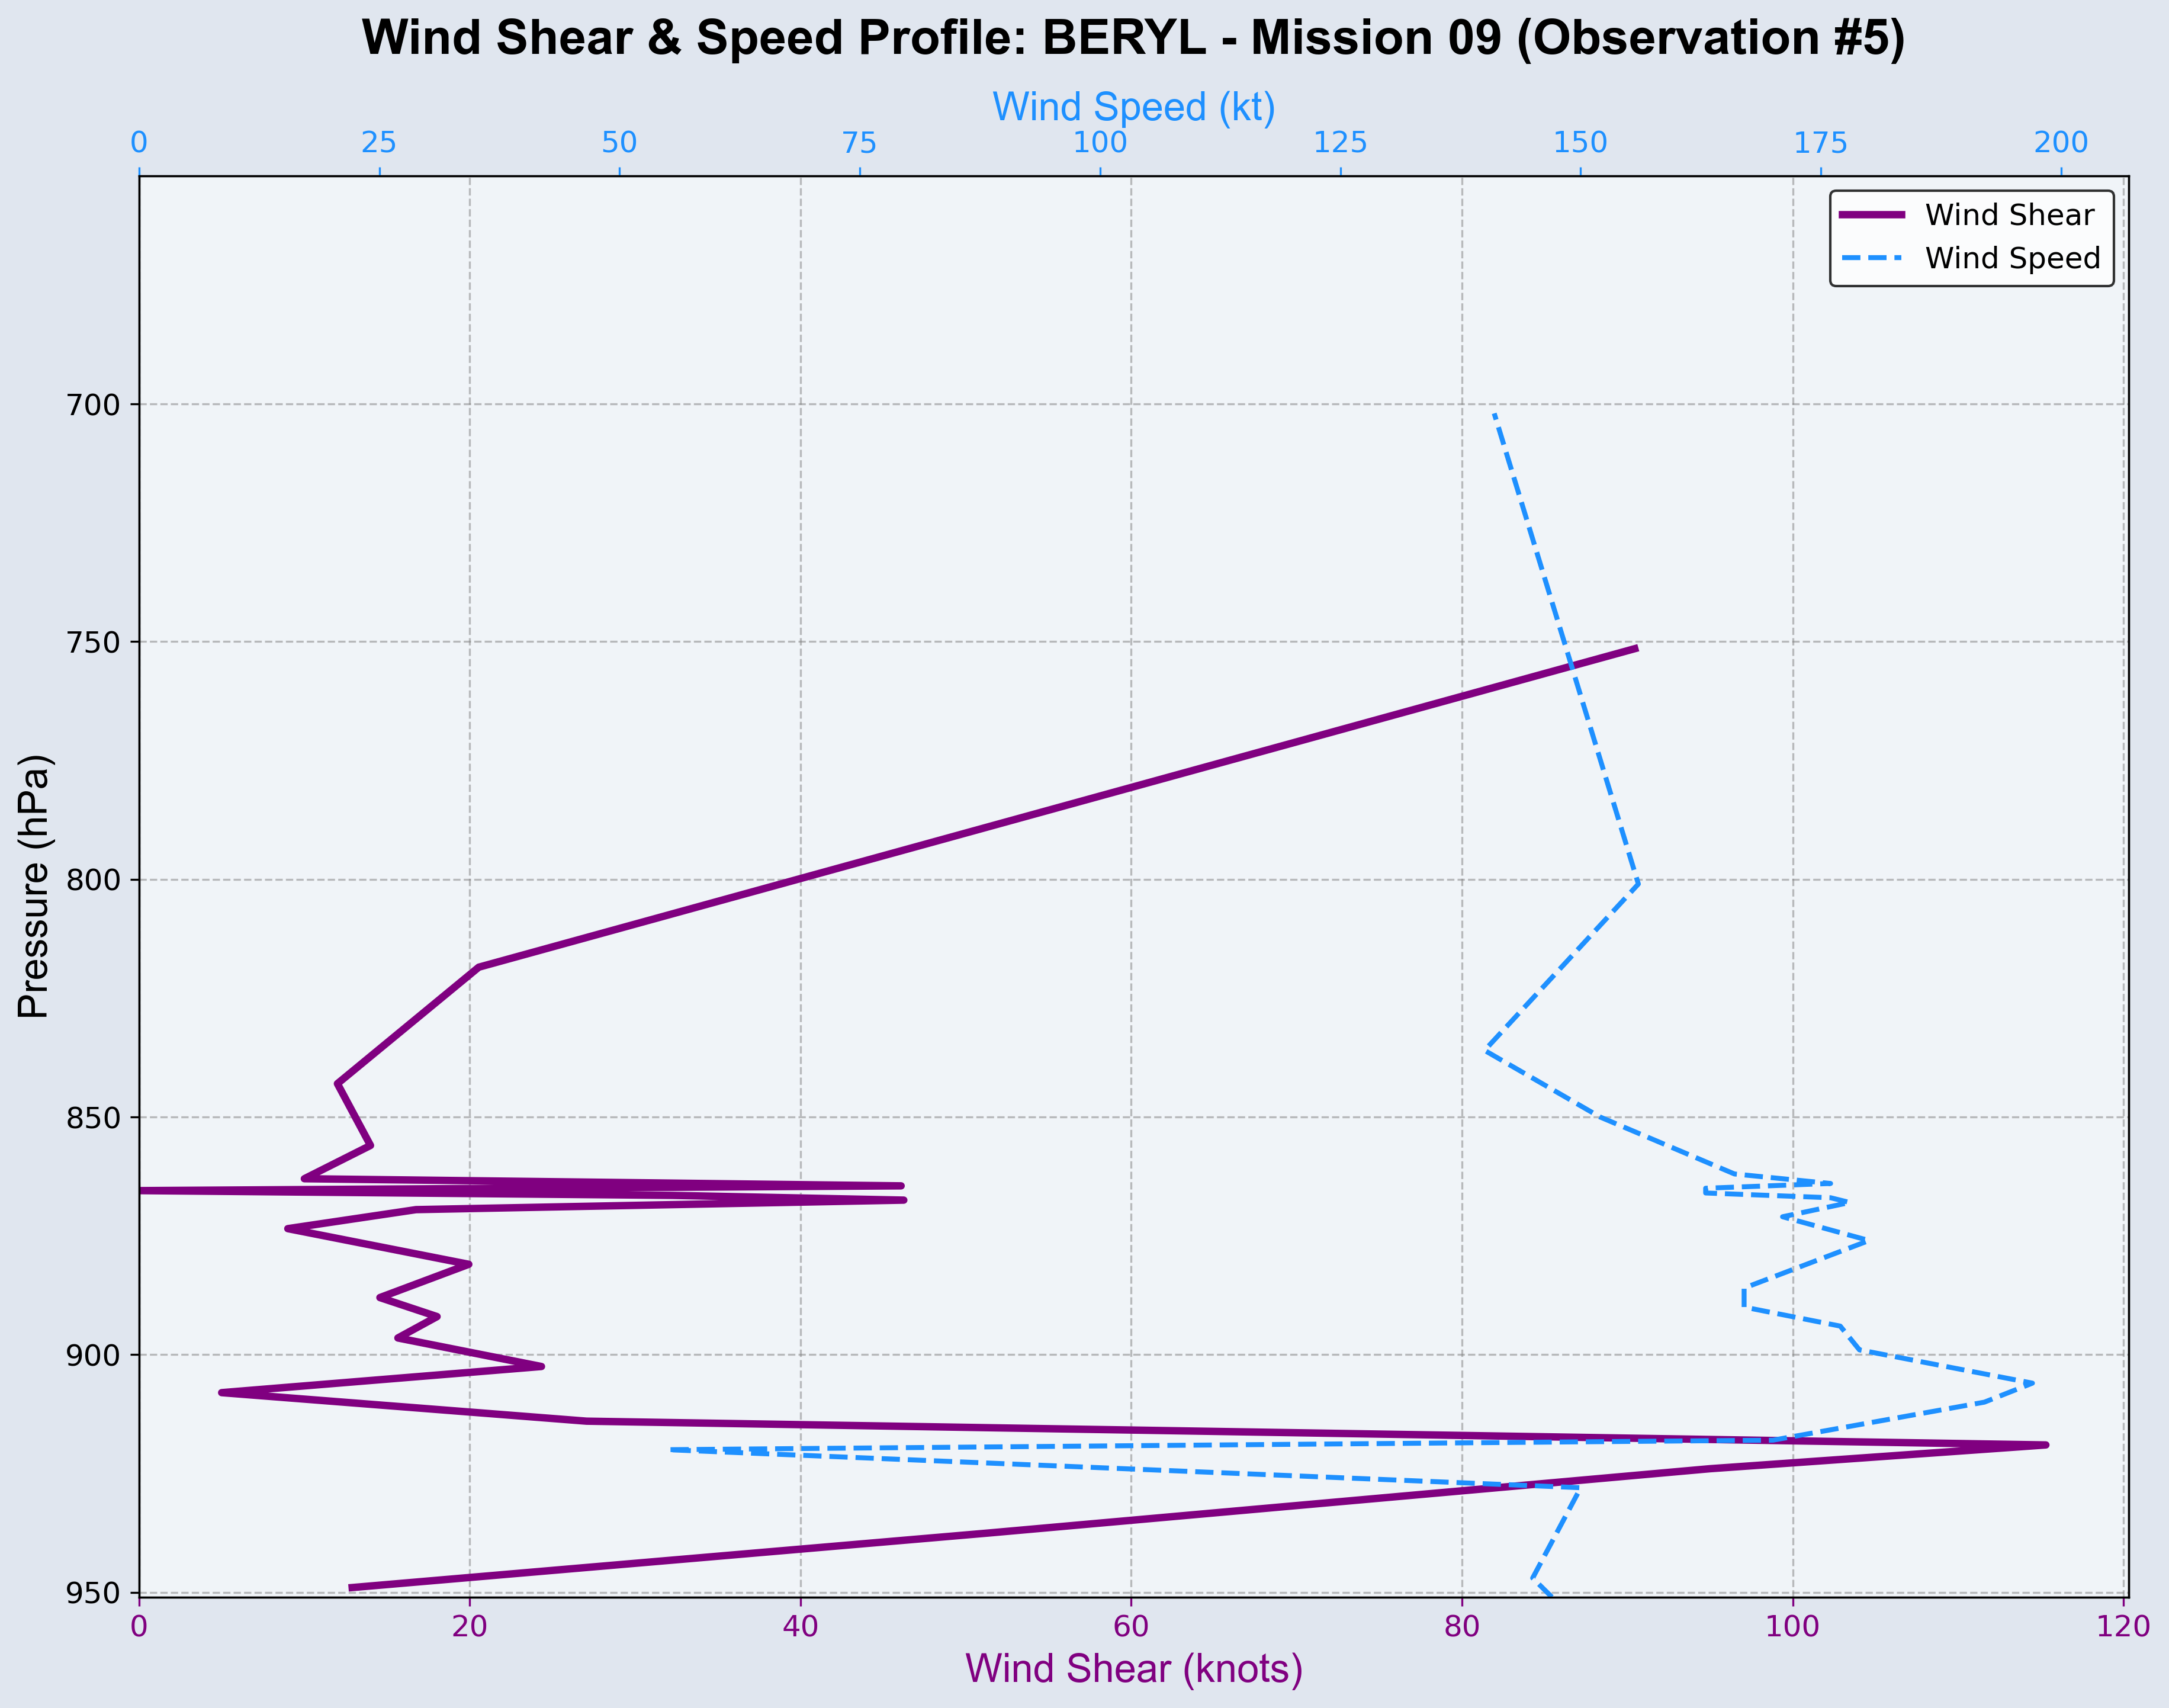 Wind Shear & Speed Profile: BERYL - Mission 09 (Observation #5)
Wind Speed (kt)
0 25 50 75 100 125 150 175 200
Wind Shear
Wind Speed
700
750
800
850
900
950
Pressure (hPa)
0 20 40 60 80 100 120
Wind Shear (knots)